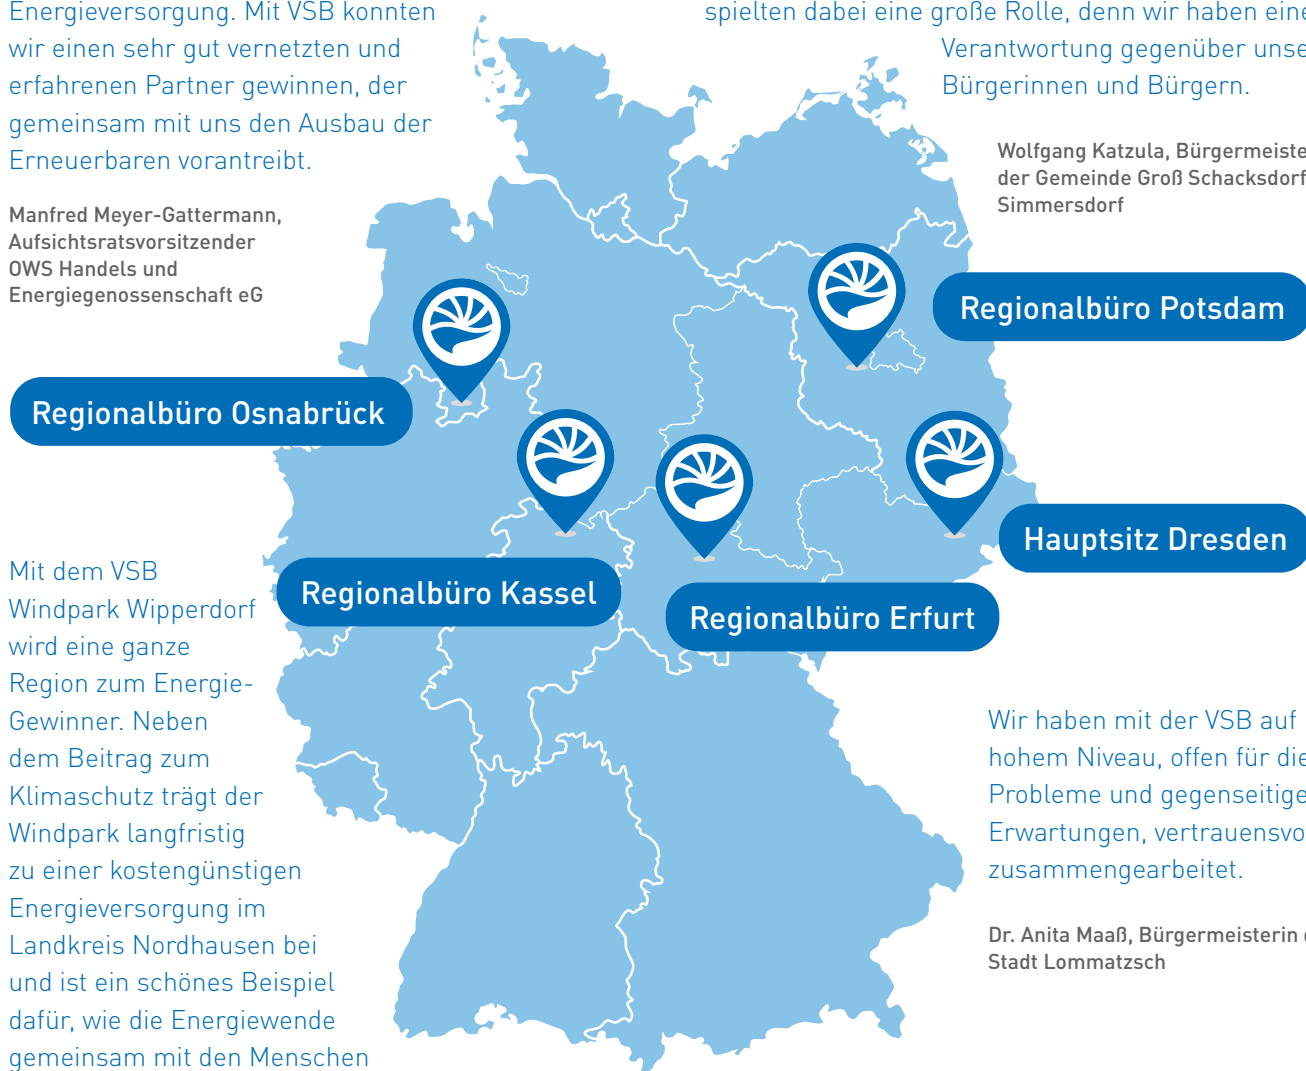 Energieversorgung. Mit VSB konnten
wir einen sehr gut vernetzten und
erfahrenen Partner gewinnen, der
gemeinsam mit uns den Ausbau der
Erneuerbaren vorantreibt.
Manfred Meyer-Gattermann,
Aufsichtsratsvorsitzender
OWS Handels und
Energiegenossenschaft eG
spielten dabei eine große Rolle, denn wir haben eine
Verantwortung gegenüber unse
Bürgerinnen und Bürgern.
Wolfgang Katzula, Bürgermeiste
der Gemeinde Groß Schacksdorf
Simmersdorf
Regionalbüro Potsdam
Regionalbüro Osnabrück
Hauptsitz Dresden
Regionalbüro Kassel
Regionalbüro Erfurt
Mit dem VSB
Windpark Wipperdorf
wird eine ganze
Region zum Energie-
Gewinner. Neben
dem Beitrag zum
Klimaschutz trägt der
Windpark langfristig
zu einer kostengünstigen
Energieversorgung im
Landkreis Nordhausen bei
und ist ein schönes Beispiel
dafür, wie die Energiewende
gemeinsam mit den Menschen
Wir haben mit der VSB auf
hohem Niveau, offen für die
Probleme und gegenseitige
Erwartungen, vertrauensvo
zusammengearbeitet.
Dr. Anita Maaß, Bürgermeisterin
Stadt Lommatzsch